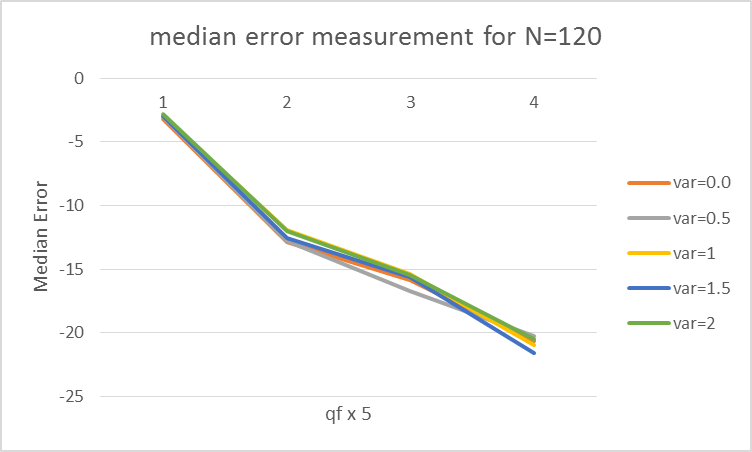 median error measurement for N=120
0
1 2 3 4
-5
-10
-15
-20
-25
Median Error
qf x 5
var=0.0
var=0.5
var=1
var=1.5
var=2